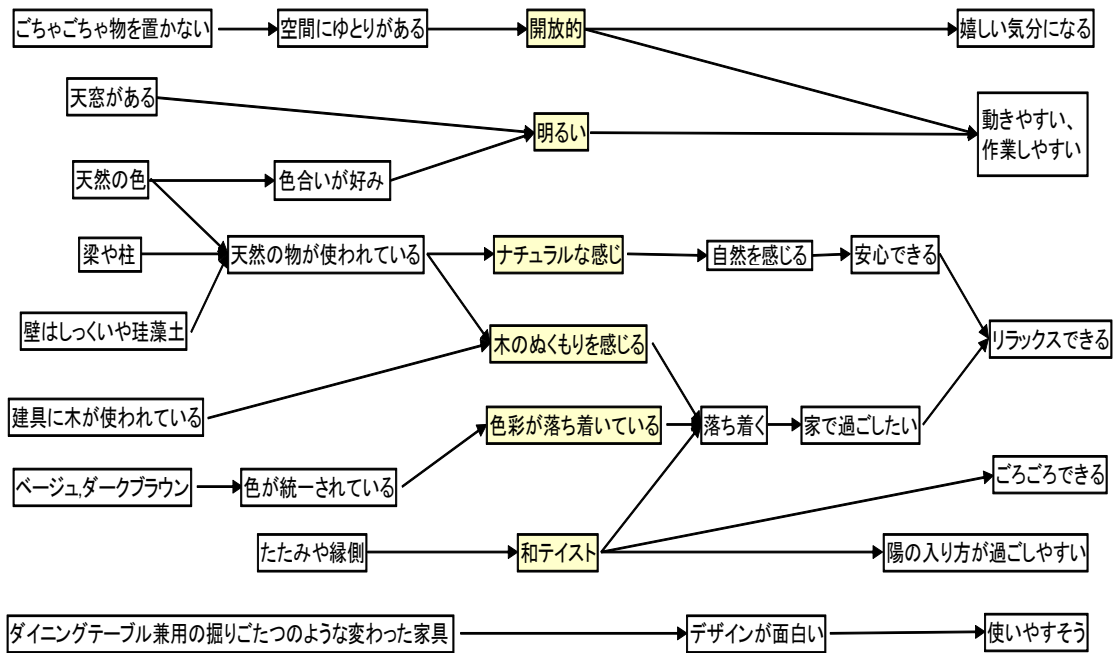 ごちゃごちゃ物を置かない
空間にゆとりがある
開放的
嬉しい気分になる
天窓がある
明るい
動きやすい、
作業しやすい
天然の色
色合いが好み
梁や柱
天然の物が使われている
ナチュラルな感じ
自然を感じる
安心できる
壁はしっくいや珪藻土
木のぬくもりを感じる
リラックスできる
建具に木が使われている
色彩が落ち着いている
落ち着く
家で過ごしたい
ベージュ,ダークブラウン
色が統一されている
ごろごろできる
たたみや縁側
和テイスト
陽の入り方が過ごしやすい
ダイニングテーブル兼用の掘りごたつのような変わった家具
デザインが面白い
使いやすそう